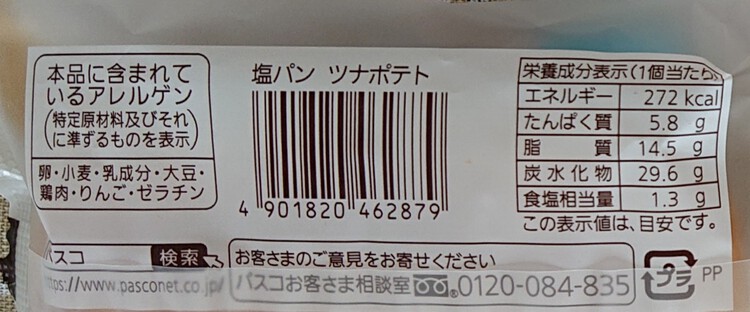 本品に含まれて
いるアレルゲン
(特定原材料及びそれ
に準ずるものを表示)
卵・小麦・乳成分・大豆・
鶏肉・りんご・ゼラチン
塩パン ツナポテト
4 901820 462879
栄養成分表示(1個当たり)
エネルギー 272 kcal
たんぱく質 5.8 g
脂 質 14.5 g
炭水化物 29.6 g
食塩相当量 1.3 g
この表示値は、目安です。
パスコ 検索
https://www.pasconet.co.jp/
お客さまのご意見をお寄せください
パスコお客さま相談室 0120-084-835
プラ PP